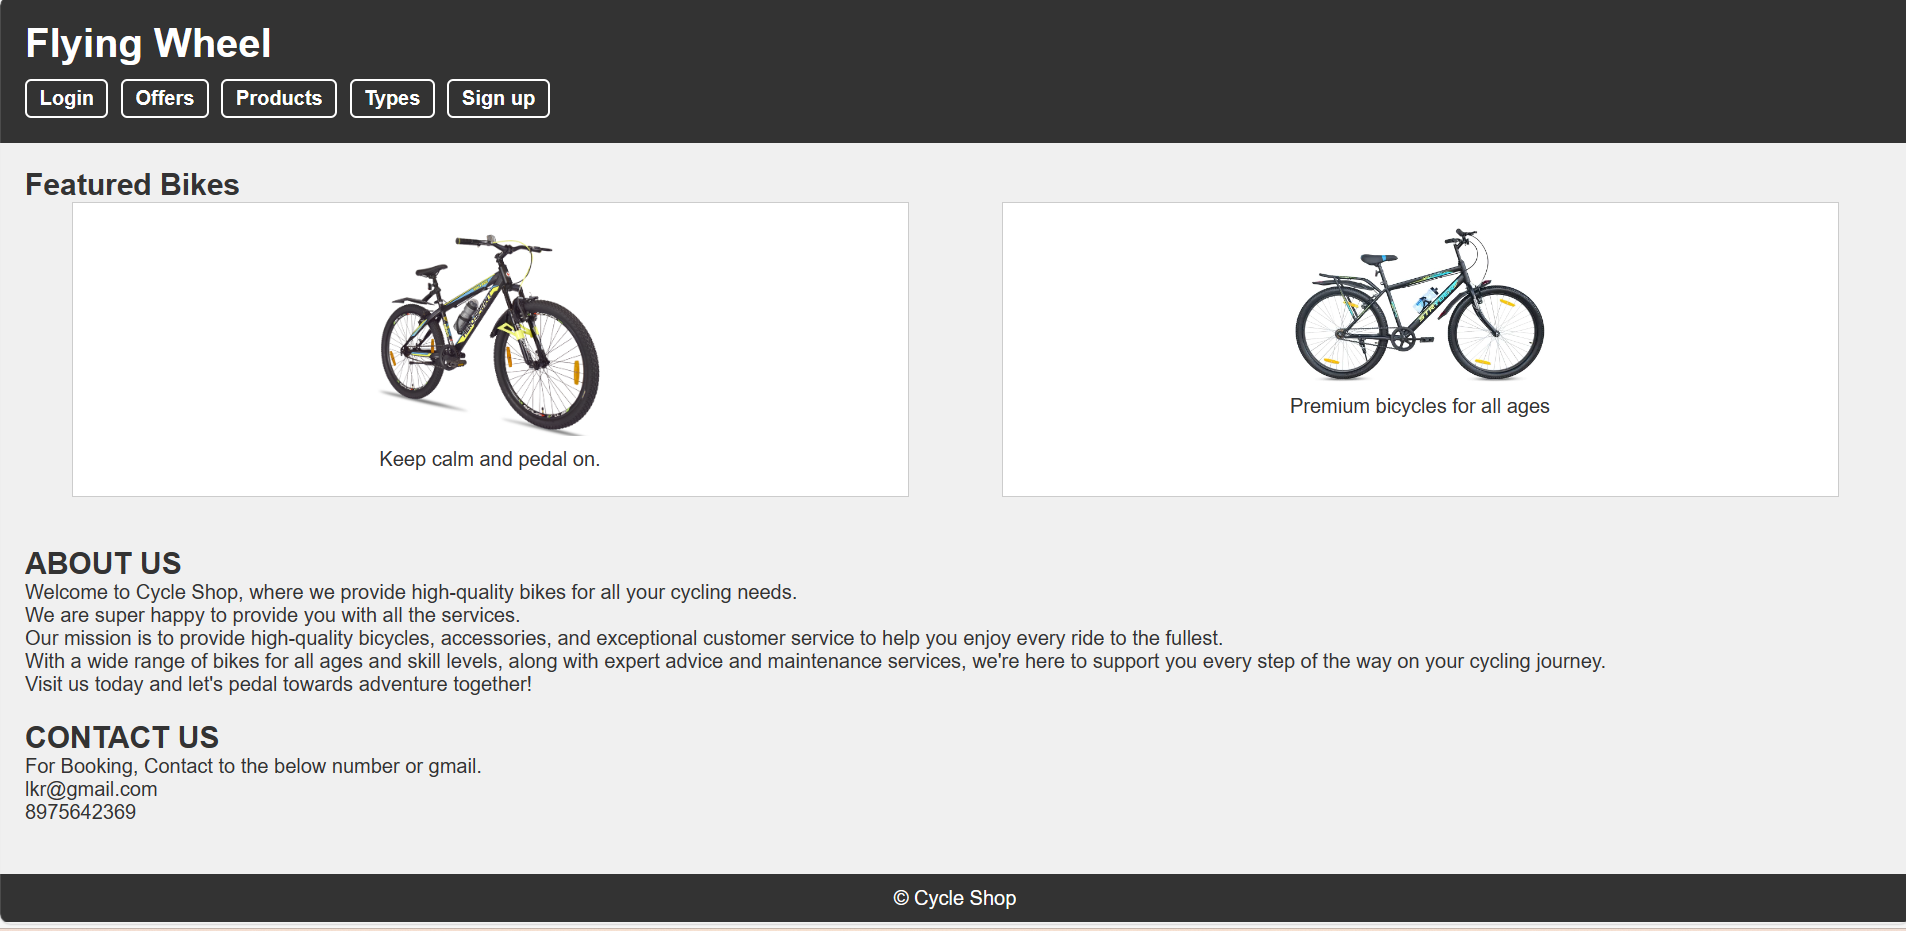 Flying Wheel
Login Offers Products Types Sign up
Featured Bikes
Keep calm and pedal on.
Premium bicycles for all ages
ABOUT US
Welcome to Cycle Shop, where we provide high-quality bikes for all your cycling needs.
We are super happy to provide you with all the services.
Our mission is to provide high-quality bicycles, accessories, and exceptional customer service to help you enjoy every ride to the fullest.
With a wide range of bikes for all ages and skill levels, along with expert advice and maintenance services, we're here to support you every step of the way on your cycling journey.
Visit us today and let's pedal towards adventure together!
CONTACT US
For Booking, Contact to the below number or gmail.
lkr@gmail.com
8975642369
© Cycle Shop